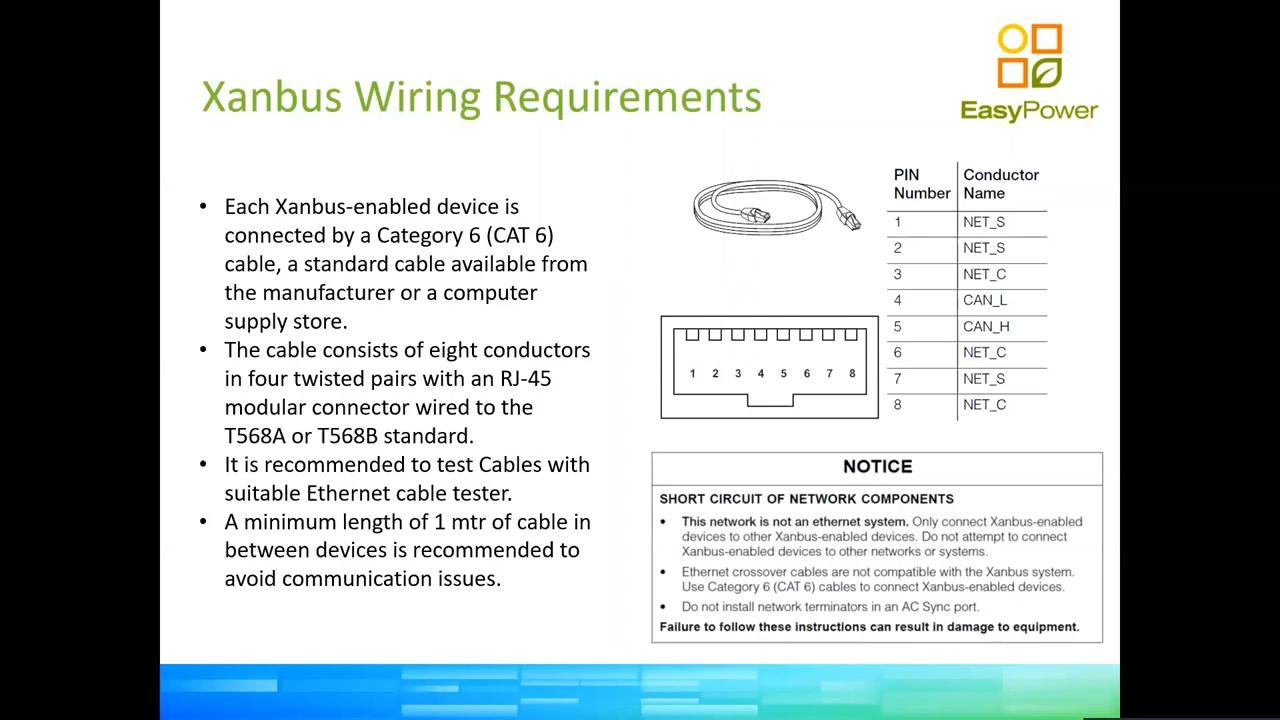 Xanbus Wiring Requirements
EasyPower
• Each Xanbus-enabled device is
connected by a Category 6 (CAT 6)
cable, a standard cable available from
the manufacturer or a computer
supply store.
• The cable consists of eight conductors
in four twisted pairs with an RJ-45
modular connector wired to the
T568A or T568B standard.
• It is recommended to test Cables with
suitable Ethernet cable tester.
• A minimum length of 1 mtr of cable in
between devices is recommended to
avoid communication issues.
PIN Conductor
Number Name
1 NET_S
2 NET_S
3 NET_C
4 CAN_L
5 CAN_H
6 NET_C
7 NET_S
8 NET_C
1 2 3 4 5 6 7 8
NOTICE
SHORT CIRCUIT OF NETWORK COMPONENTS
• This network is not an ethernet system. Only connect Xanbus-enabled
devices to other Xanbus-enabled devices. Do not attempt to connect
Xanbus-enabled devices to other networks or systems.
• Ethernet crossover cables are not compatible with the Xanbus system.
Use Category 6 (CAT 6) cables to connect Xanbus-enabled devices.
• Do not install network terminators in an AC Sync port.
Failure to follow these instructions can result in damage to equipment.